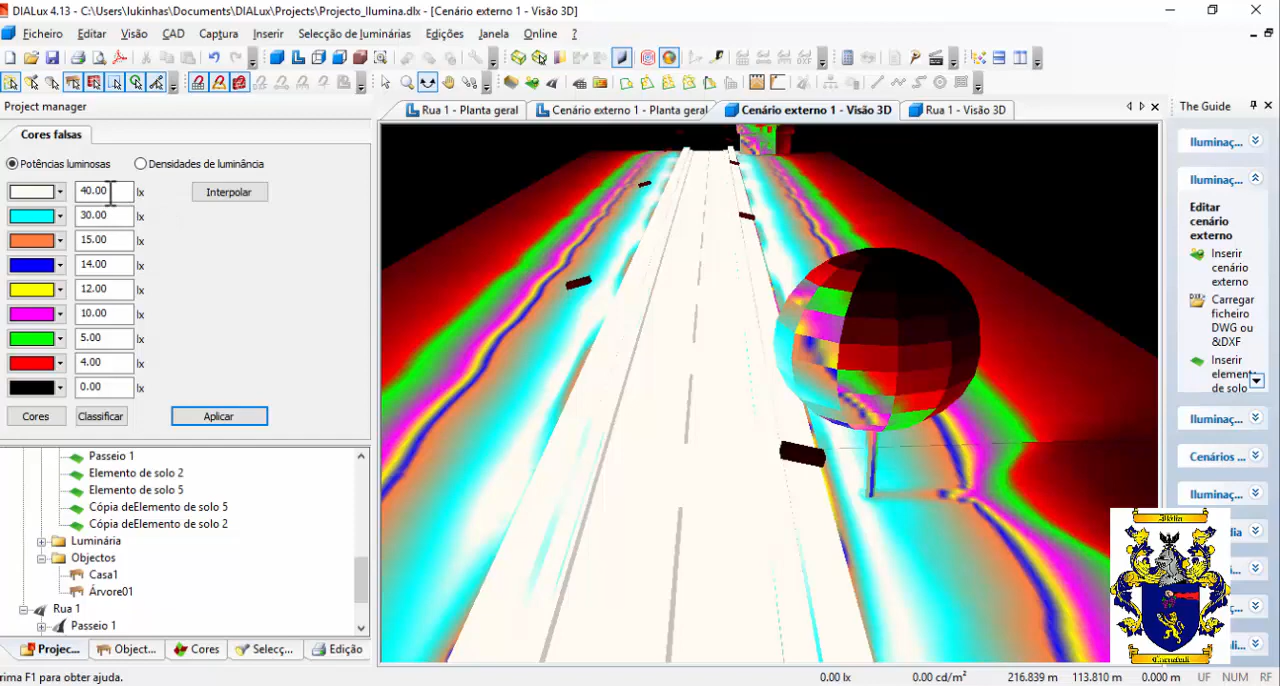 DIALux 4.13 - C:\Users\lukinhas\Documents\DIALux\Projects\Projecto_Ilumina.dlx - [Cenário externo 1 - Visão 3D]
Ficheiro Editar Visão CAD Captura Inserir Selecção de luminárias Edições Janela Online ?
Project manager
Cores falsas
Potências luminosas Densidades de luminância
40.00 lx Interpolar
30.00 lx
15.00 lx
14.00 lx
12.00 lx
10.00 lx
5.00 lx
4.00 lx
0.00 lx
Cores Classificar Aplicar
Passeio 1
Elemento de solo 2
Elemento de solo 5
Cópia deElemento de solo 5
Cópia deElemento de solo 2
Luminária
Objectos
Casa1
Árvore01
Rua 1
Passeio 1
Projec... Object... Cores Selecç... Edição
Rua 1 - Planta geral Cenário externo 1 - Planta geral Cenário externo 1 - Visão 3D Rua 1 - Visão 3D
The Guide
Iluminaç...
Iluminaç...
Editar
cenário
externo
Inserir
cenário
externo
Carregar
ficheiro
DWG ou
&DXF
Inserir
elemen
de solo
Iluminaç...
Cenários ...
Iluminaç...
rima F1 para obter ajuda. 0.00 lx 0.00 cd/m² 216.839 m 113.810 m 0.000 m UF NUM RF